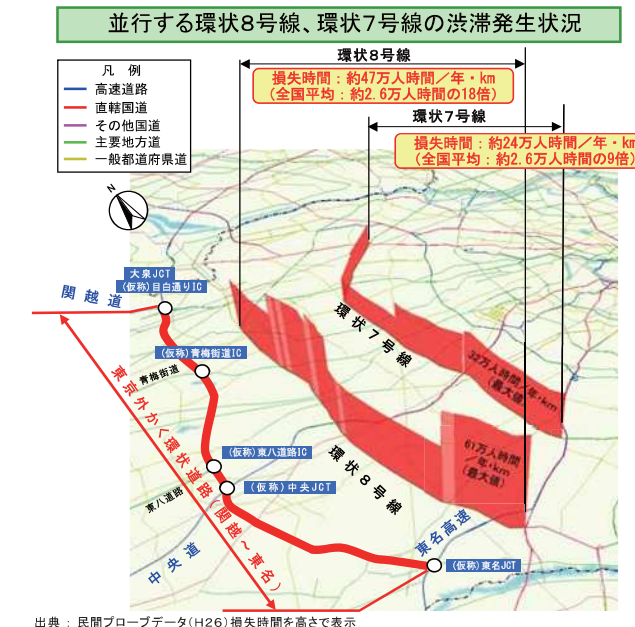 並行する環状8号線、環状7号線の渋滞発生状況
環状8号線
損失時間:約47万人時間/年・km
(全国平均:約2.6万人時間の18倍)
環状7号線
損失時間:約24万人時間/年・km
(全国平均:約2.6万人時間の9倍)
凡 例
高速道路
直轄国道
その他国道
主要地方道
一般都道府県道
N
大泉JCT
(仮称)目白通りIC
関越道
(仮称)青梅街道IC
青梅街道
環状7号線
32万人時間/年・km
(最大値)
東京外かく環状道路(関越~東名)
(仮称)東八道路IC
(仮称)中央JCT
東八道路
環状8号線
61万人時間
/年・km
(最大値)
中央道
東名高速
(仮称)東名JCT
出典:民間プローブデータ(H26)損失時間を高さで表示